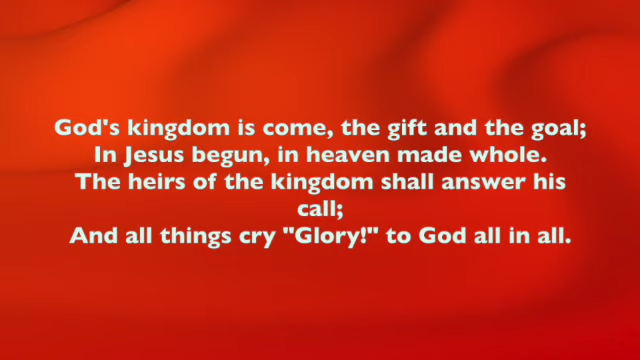 God's kingdom is come, the gift and the goal;
In Jesus begun, in heaven made whole.
The heirs of the kingdom shall answer his
call;
And all things cry "Glory!" to God all in all.